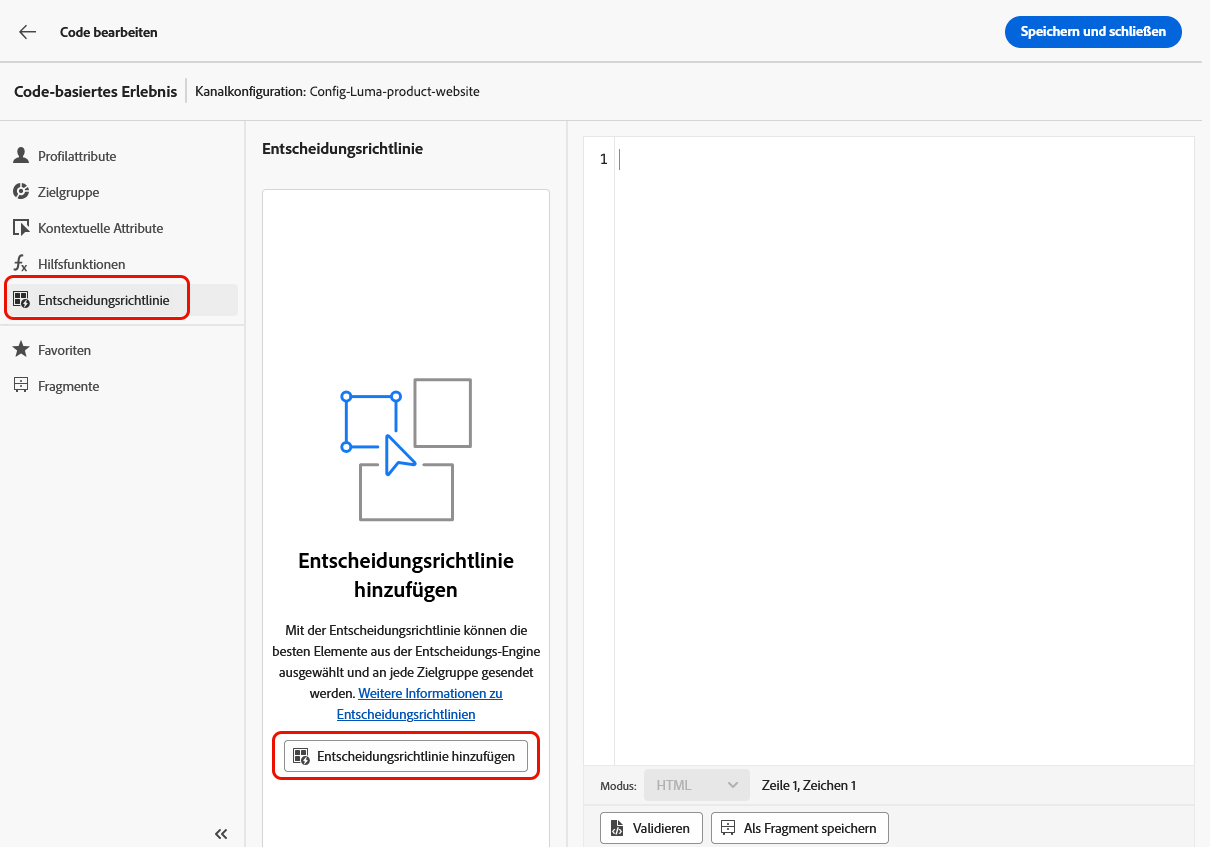 Code bearbeiten
Speichern und schließen
Code-basiertes Erlebnis
Kanalkonfiguration: Config-Luma-product-website
Profilattribute
Zielgruppe
Kontextuelle Attribute
Hilfsfunktionen
Entscheidungsrichtlinie
Favoriten
Fragmente
Entscheidungsrichtlinie
Entscheidungsrichtlinie
hinzufügen
Mit der Entscheidungsrichtlinie können die
besten Elemente aus der Entscheidungs-Engine
ausgewählt und an jede Zielgruppe gesendet
werden. Weitere Informationen zu
Entscheidungsrichtlinien
Entscheidungsrichtlinie hinzufügen
1
Modus: HTML Zeile 1, Zeichen 1
Validieren
Als Fragment speichern